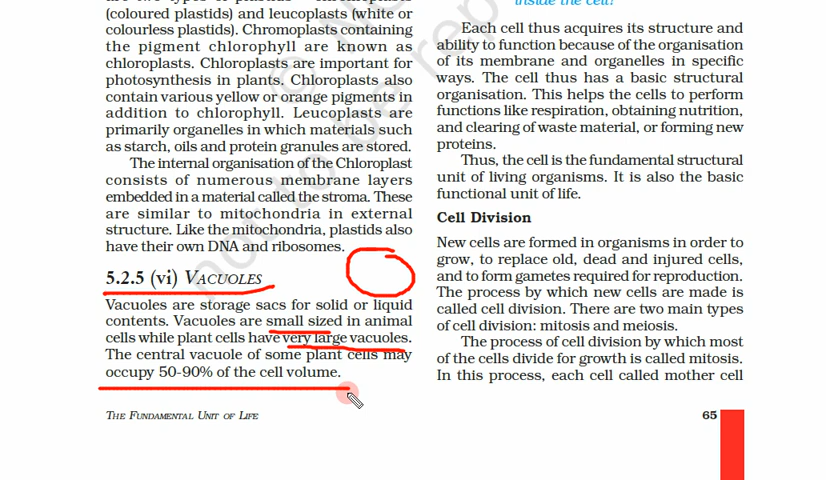 (coloured plastids) and leucoplasts (white or
colourless plastids). Chromoplasts containing
the pigment chlorophyll are known as
chloroplasts. Chloroplasts are important for
photosynthesis in plants. Chloroplasts also
contain various yellow or orange pigments in
addition to chlorophyll. Leucoplasts are
primarily organelles in which materials such
as starch, oils and protein granules are stored.
The internal organisation of the Chloroplast
consists of numerous membrane layers
embedded in a material called the stroma. These
are similar to mitochondria in external
structure. Like the mitochondria, plastids also
have their own DNA and ribosomes.
5.2.5 (vi) VACUOLES
Vacuoles are storage sacs for solid or liquid
contents. Vacuoles are small sized in animal
cells while plant cells have very large vacuoles.
The central vacuole of some plant cells may
occupy 50-90% of the cell volume.
THE FUNDAMENTAL UNIT OF LIFE
inside the cell?
Each cell thus acquires its structure and
ability to function because of the organisation
of its membrane and organelles in specific
ways. The cell thus has a basic structural
organisation. This helps the cells to perform
functions like respiration, obtaining nutrition,
and clearing of waste material, or forming new
proteins.
Thus, the cell is the fundamental structural
unit of living organisms. It is also the basic
functional unit of life.
Cell Division
New cells are formed in organisms in order to
grow, to replace old, dead and injured cells,
and to form gametes required for reproduction.
The process by which new cells are made is
called cell division. There are two main types
of cell division: mitosis and meiosis.
The process of cell division by which most
of the cells divide for growth is called mitosis.
In this process, each cell called mother cell
65
not to be rep